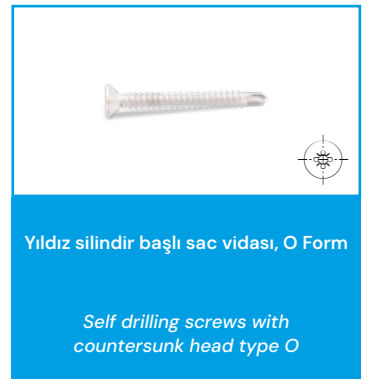 Yıldız silindir başlı sac vidası, O Form
Self drilling screws with
countersunk head type O